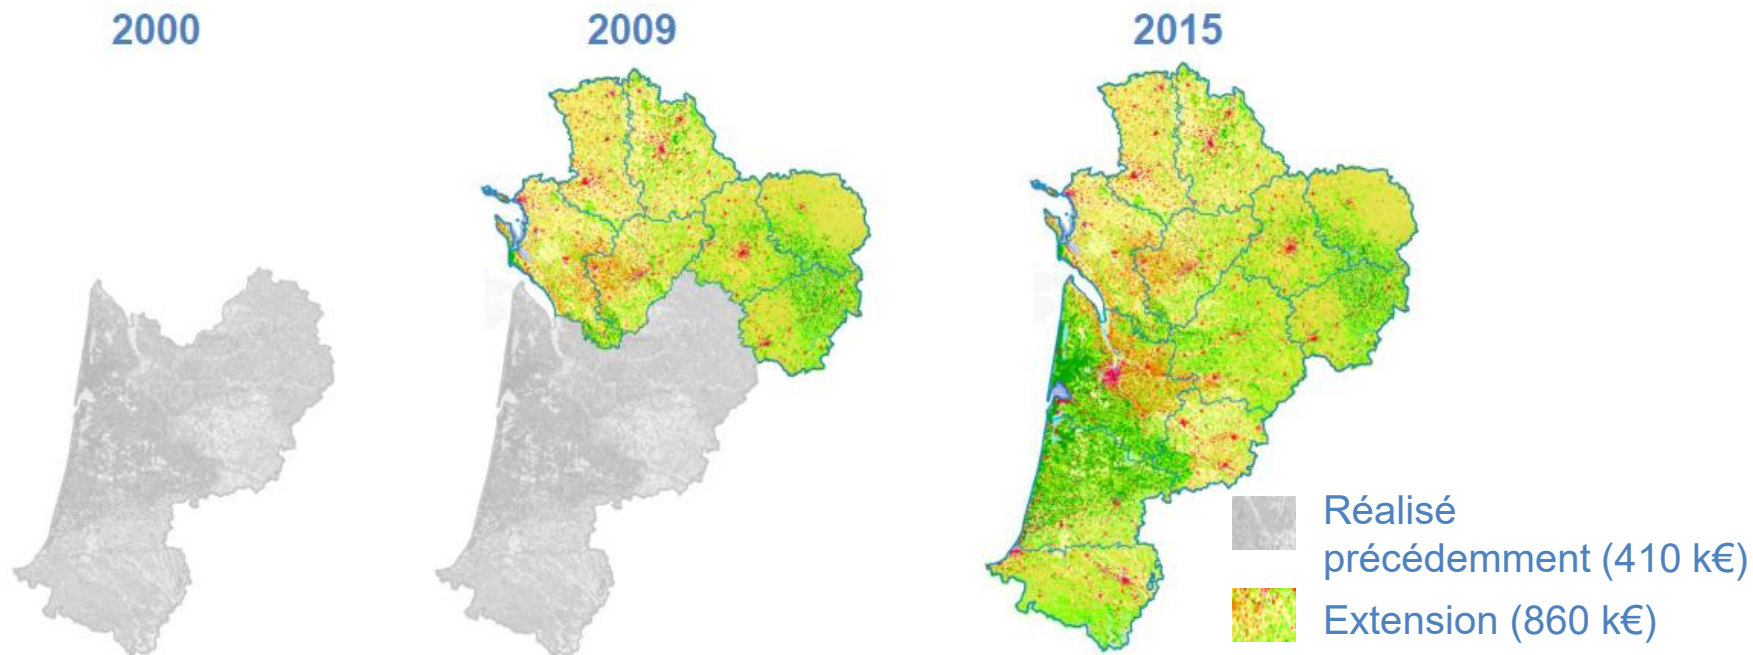 2000
2009
2015
Réalisé
précédemment (410 k€)
Extension (860 k€)